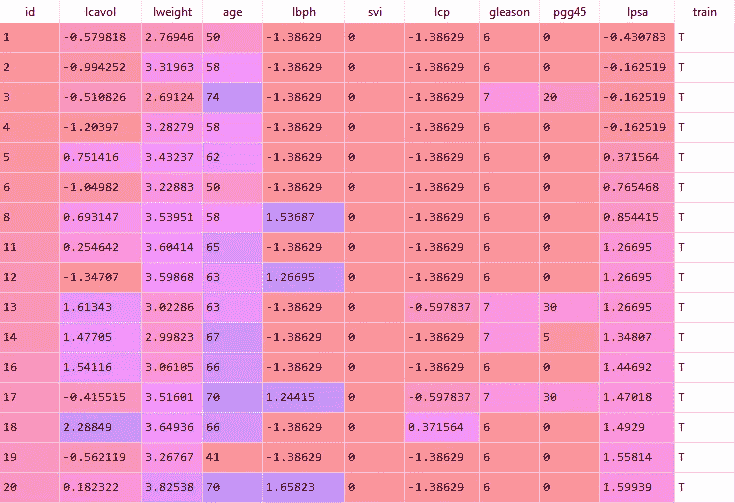 id lcavol lweight age lbph svi lcp gleason pgg45 lpsa train
1 -0.579818 2.76946 50 -1.38629 0 -1.38629 6 0 -0.430783 T
2 -0.994252 3.31963 58 -1.38629 0 -1.38629 6 0 -0.162519 T
3 -0.510826 2.69124 74 -1.38629 0 -1.38629 7 20 -0.162519 T
4 -1.20397 3.28279 58 -1.38629 0 -1.38629 6 0 -0.162519 T
5 0.751416 3.43237 62 -1.38629 0 -1.38629 6 0 0.371564 T
6 -1.04982 3.22883 50 -1.38629 0 -1.38629 6 0 0.765468 T
8 0.693147 3.53951 58 1.53687 0 -1.38629 6 0 0.854415 T
11 0.254642 3.60414 65 -1.38629 0 -1.38629 6 0 1.26695 T
12 -1.34707 3.59868 63 1.26695 0 -1.38629 6 0 1.26695 T
13 1.61343 3.02286 63 -1.38629 0 -0.597837 7 30 1.26695 T
14 1.47705 2.99823 67 -1.38629 0 -1.38629 7 5 1.34807 T
16 1.54116 3.06105 66 -1.38629 0 -1.38629 6 0 1.44692 T
17 -0.415515 3.51601 70 1.24415 0 -0.597837 7 30 1.47018 T
18 2.28849 3.64936 66 -1.38629 0 0.371564 6 0 1.4929 T
19 -0.562119 3.26767 41 -1.38629 0 -1.38629 6 0 1.55814 T
20 0.182322 3.82538 70 1.65823 0 -1.38629 6 0 1.59939 T